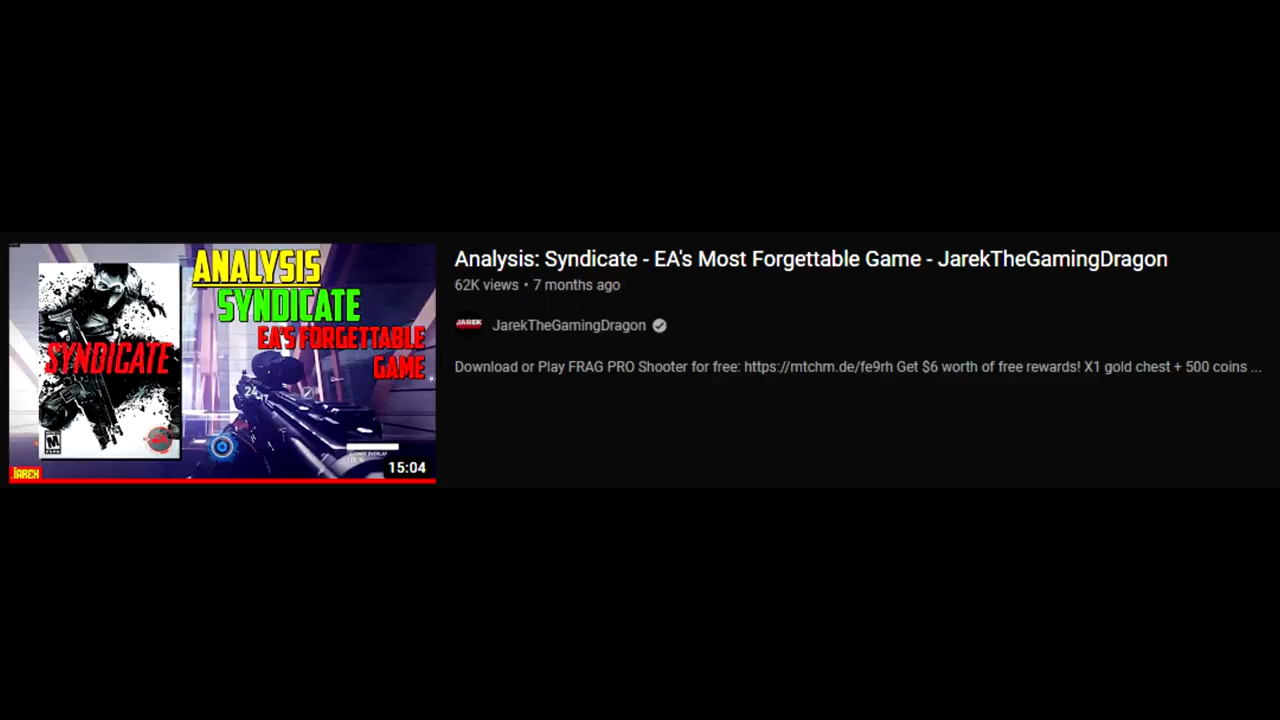 ANALYSIS
SYNDICATE
EA'S FORGETTABLE
GAME
SYNDICATE
M
24
15:04
JAREK
Analysis: Syndicate - EA's Most Forgettable Game - JarekTheGamingDragon
62K views • 7 months ago
JAREK JarekTheGamingDragon
Download or Play FRAG PRO Shooter for free: https://mtchm.de/fe9rh Get $6 worth of free rewards! X1 gold chest + 500 coins ...